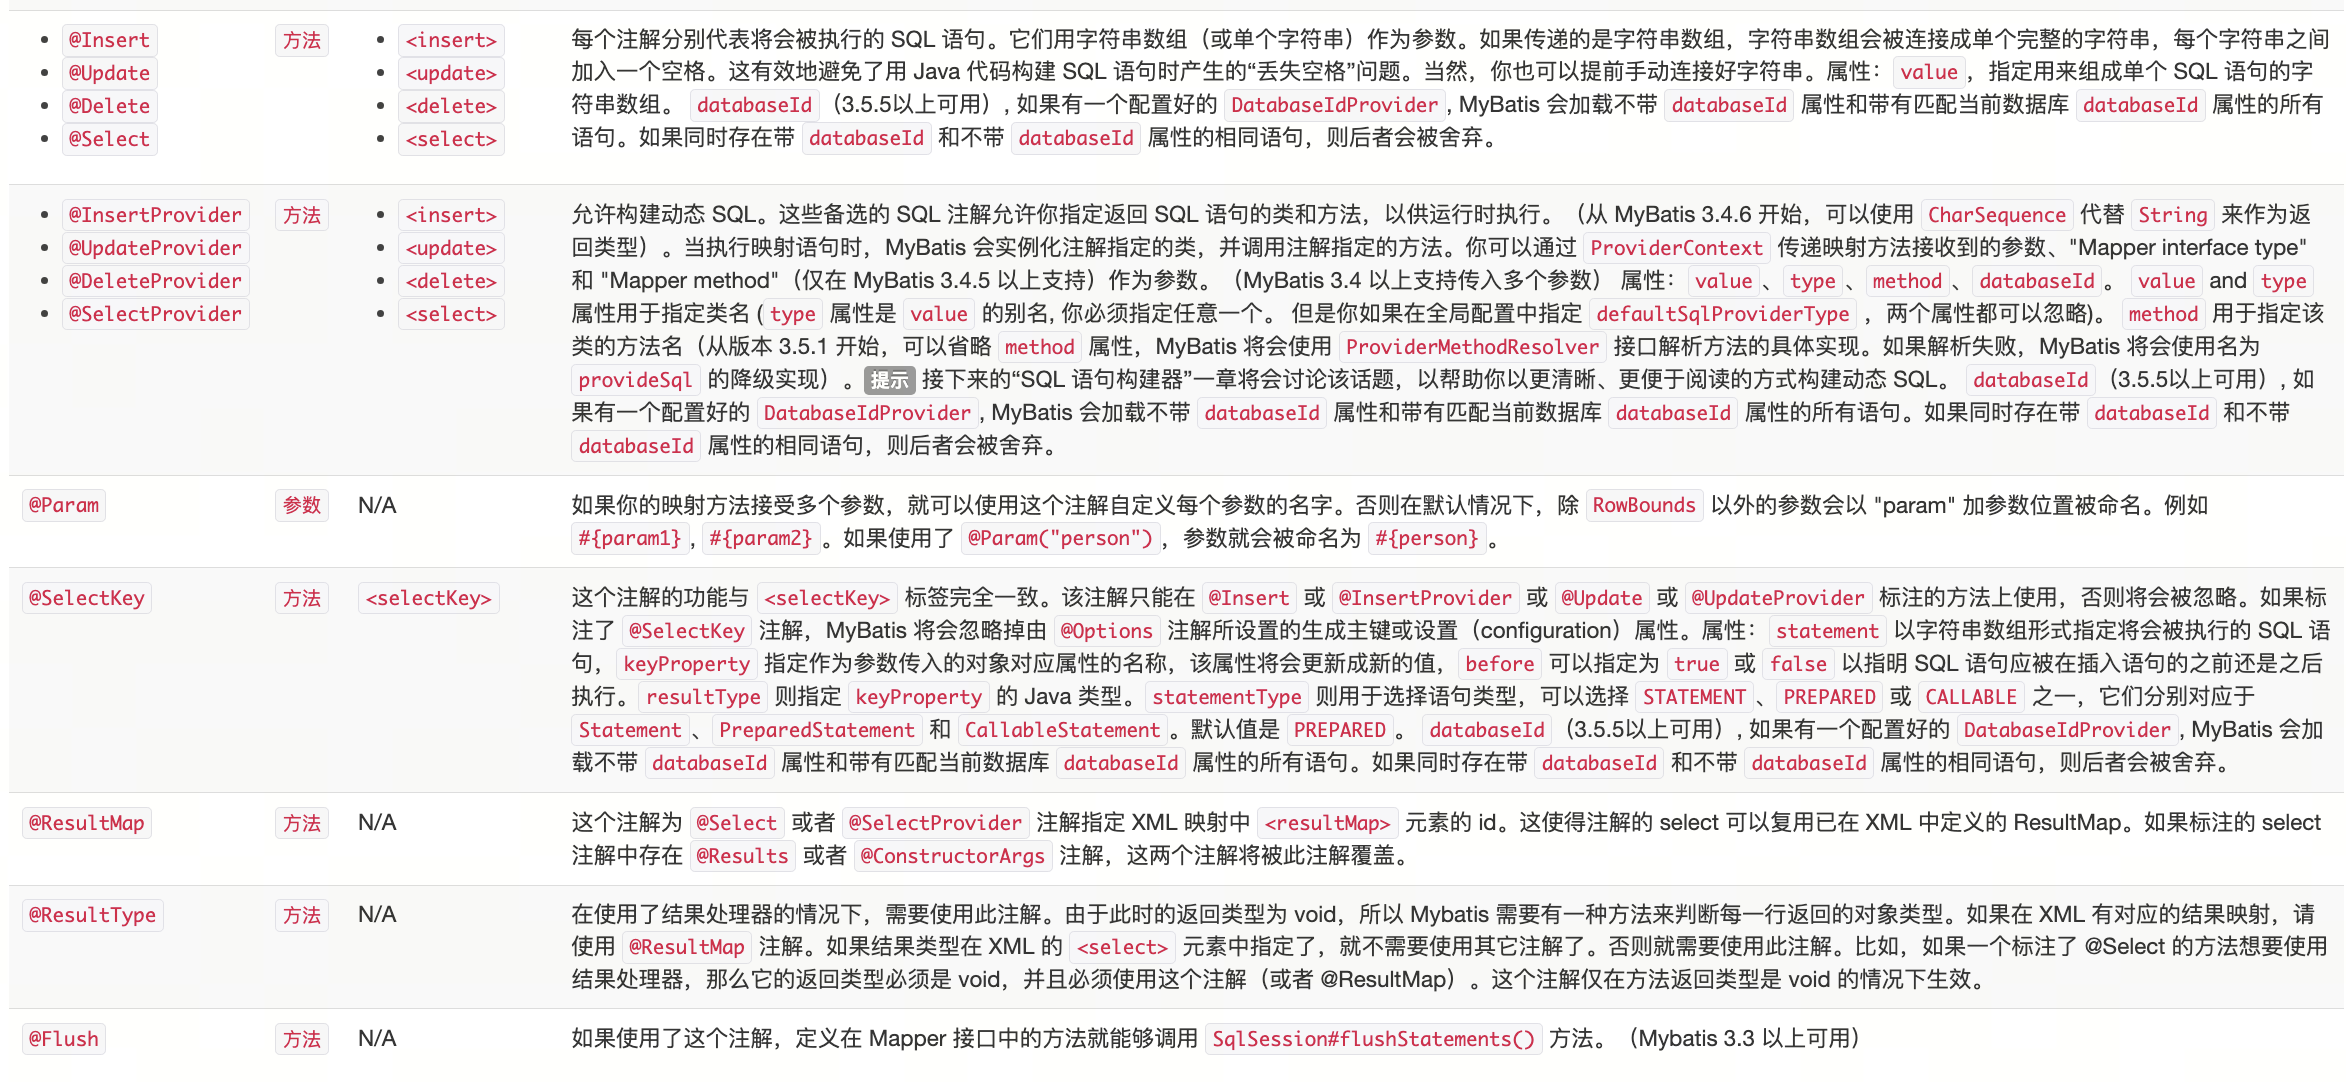 @Insert 方法 <insert> 每个注解分别代表将会被执行的 SQL 语句。它们用字符串数组（或单个字符串）作为参数。如果传递的是字符串数组，字符串数组会被连接成单个完整的字符串，每个字符串之间
@Update <update> 加入一个空格。这有效地避免了用 Java 代码构建 SQL 语句时产生的“丢失空格”问题。当然，你也可以提前手动连接好字符串。属性： value ，指定用来组成单个 SQL 语句的字
@Delete <delete> 符串数组。 databaseId （3.5.5以上可用）, 如果有一个配置好的 DatabaseIdProvider , MyBatis 会加载不带 databaseId 属性和带有匹配当前数据库 databaseId 属性的所有
@Select <select> 语句。如果同时存在带 databaseId 和不带 databaseId 属性的相同语句，则后者会被舍弃。
@InsertProvider 方法 <insert> 允许构建动态 SQL。这些备选的 SQL 注解允许你指定返回 SQL 语句的类和方法，以供运行时执行。（从 MyBatis 3.4.6 开始，可以使用 CharSequence 代替 String 来作为返
@UpdateProvider <update> 回类型）。当执行映射语句时，MyBatis 会实例化注解指定的类，并调用注解指定的方法。你可以通过 ProviderContext 传递映射方法接收到的参数、"Mapper interface type"
@DeleteProvider <delete> 和 "Mapper method"（仅在 MyBatis 3.4.5 以上支持）作为参数。（MyBatis 3.4 以上支持传入多个参数） 属性： value 、 type 、 method 、 databaseId 。 value and type
@SelectProvider <select> 属性用于指定类名 ( type 属性是 value 的别名, 你必须指定任意一个。 但是你如果在全局配置中指定 defaultSqlProviderType ，两个属性都可以忽略)。 method 用于指定该
类的方法名（从版本 3.5.1 开始，可以省略 method 属性，MyBatis 将会使用 ProviderMethodResolver 接口解析方法的具体实现。如果解析失败，MyBatis 将会使用名为
provideSql 的降级实现）。 提示 接下来的“SQL 语句构建器”一章将会讨论该话题，以帮助你以更清晰、更便于阅读的方式构建动态 SQL。 databaseId （3.5.5以上可用）, 如
果有一个配置好的 DatabaseIdProvider , MyBatis 会加载不带 databaseId 属性和带有匹配当前数据库 databaseId 属性的所有语句。如果同时存在带 databaseId 和不带
databaseId 属性的相同语句，则后者会被舍弃。
@Param 参数 N/A 如果你的映射方法接受多个参数，就可以使用这个注解自定义每个参数的名字。否则在默认情况下，除 RowBounds 以外的参数会以 "param" 加参数位置被命名。例如
#{param1} , #{param2} 。如果使用了 @Param("person") ，参数就会被命名为 #{person} 。
@SelectKey 方法 <selectKey> 这个注解的功能与 <selectKey> 标签完全一致。该注解只能在 @Insert 或 @InsertProvider 或 @Update 或 @UpdateProvider 标注的方法上使用，否则将会被忽略。如果标
注了 @SelectKey 注解，MyBatis 将会忽略掉由 @Options 注解所设置的生成主键或设置（configuration）属性。属性： statement 以字符串数组形式指定将会被执行的 SQL 语
句， keyProperty 指定作为参数传入的对象对应属性的名称，该属性将会更新成新的值， before 可以指定为 true 或 false 以指明 SQL 语句应被在插入语句的之前还是之后
执行。 resultType 则指定 keyProperty 的 Java 类型。 statementType 则用于选择语句类型，可以选择 STATEMENT 、 PREPARED 或 CALLABLE 之一，它们分别对应于
Statement 、 PreparedStatement 和 CallableStatement 。默认值是 PREPARED 。 databaseId （3.5.5以上可用）, 如果有一个配置好的 DatabaseIdProvider , MyBatis 会加
载不带 databaseId 属性和带有匹配当前数据库 databaseId 属性的所有语句。如果同时存在带 databaseId 和不带 databaseId 属性的相同语句，则后者会被舍弃。
@ResultMap 方法 N/A 这个注解为 @Select 或者 @SelectProvider 注解指定 XML 映射中 <resultMap> 元素的 id。这使得注解的 select 可以复用已在 XML 中定义的 ResultMap。如果标注的 select
注解中存在 @Results 或者 @ConstructorArgs 注解，这两个注解将被此注解覆盖。
@ResultType 方法 N/A 在使用了结果处理器的情况下，需要使用此注解。由于此时的返回类型为 void，所以 Mybatis 需要有一种方法来判断每一行返回的对象类型。如果在 XML 有对应的结果映射，请
使用 @ResultMap 注解。如果结果类型在 XML 的 <select> 元素中指定了，就不需要使用其它注解了。否则就需要使用此注解。比如，如果一个标注了 @Select 的方法想要使用
结果处理器，那么它的返回类型必须是 void，并且必须使用这个注解（或者 @ResultMap）。这个注解仅在方法返回类型是 void 的情况下生效。
@Flush 方法 N/A 如果使用了这个注解，定义在 Mapper 接口中的方法就能够调用 SqlSession#flushStatements() 方法。（Mybatis 3.3 以上可用）